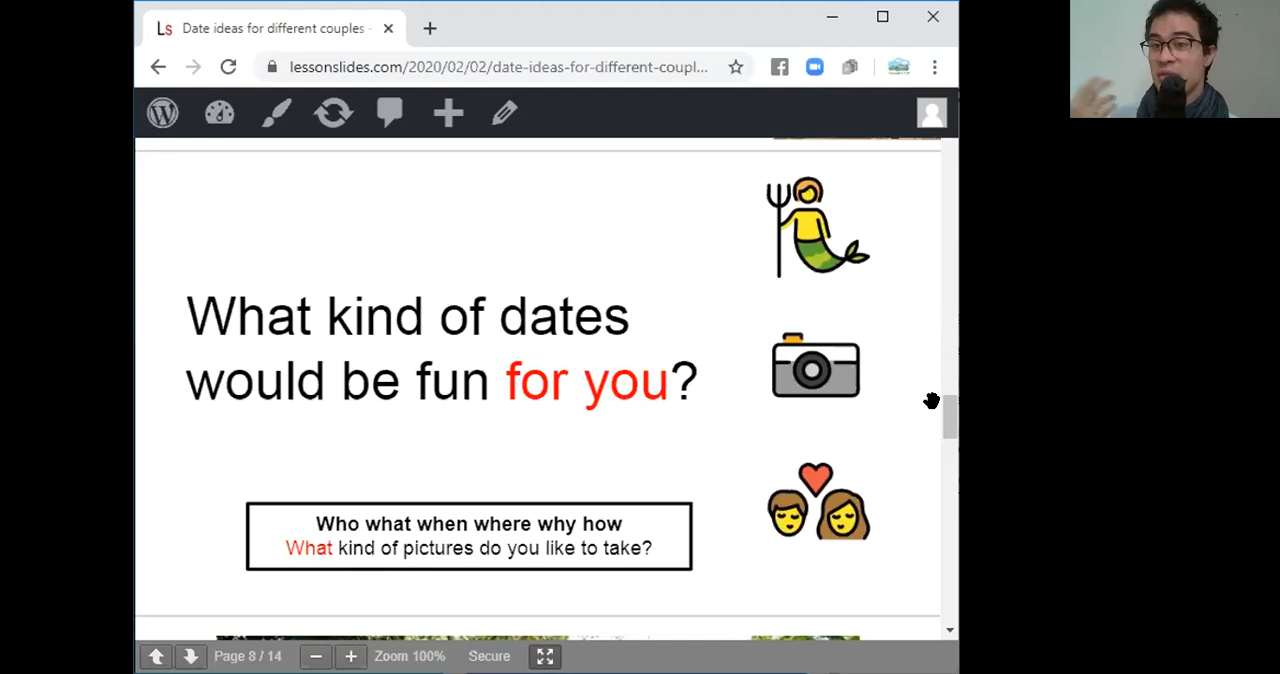 Ls Date ideas for different couples -
lessonslides.com/2020/02/02/date-ideas-for-different-coupl...
What kind of dates
would be fun for you?
Who what when where why how
What kind of pictures do you like to take?
Page 8 / 14 Zoom 100% Secure